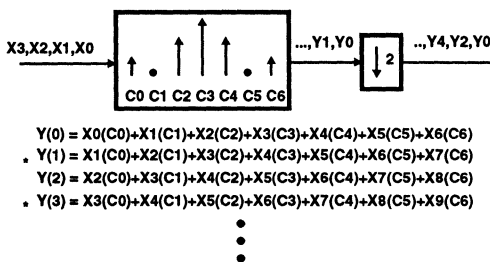 X3,X2,X1,X0
...,Y1,Y0
2
..,Y4,Y2,Y0
C0 C1 C2 C3 C4 C5 C6
Y(0) = X0(C0)+X1(C1)+X2(C2)+X3(C3)+X4(C4)+X5(C5)+X6(C6)
* Y(1) = X1(C0)+X2(C1)+X3(C2)+X4(C3)+X5(C4)+X6(C5)+X7(C6)
Y(2) = X2(C0)+X3(C1)+X4(C2)+X5(C3)+X6(C4)+X7(C5)+X8(C6)
* Y(3) = X3(C0)+X4(C1)+X5(C2)+X6(C3)+X7(C4)+X8(C5)+X9(C6)